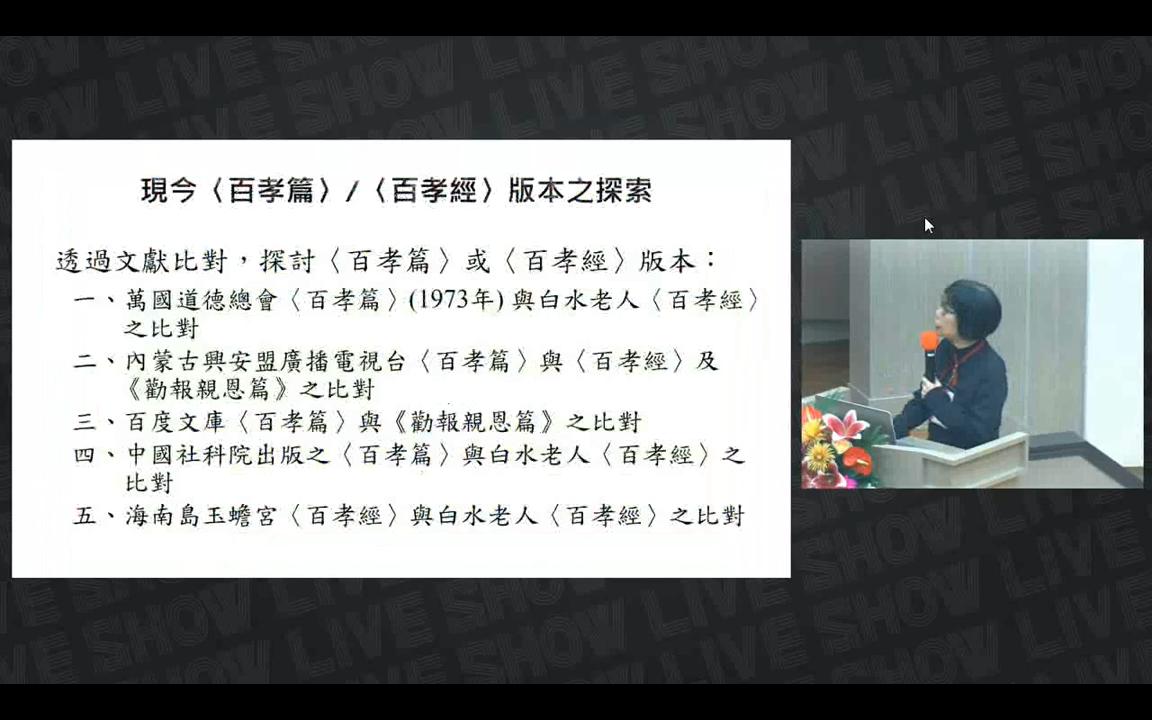 現今〈百孝篇〉/〈百孝經〉版本之探索
透過文獻比對，探討〈百孝篇〉或〈百孝經〉版本：
一、萬國道德總會〈百孝篇〉(1973年) 與白水老人〈百孝經〉
之比對
二、內蒙古興安盟廣播電視台〈百孝篇〉與〈百孝經〉及
《勸報親恩篇》之比對
三、百度文庫〈百孝篇〉與《勸報親恩篇》之比對
四、中國社科院出版之〈百孝篇〉與白水老人〈百孝經〉之
比對
五、海南島玉蟾宮〈百孝經〉與白水老人〈百孝經〉之比對
LIVE SHOW